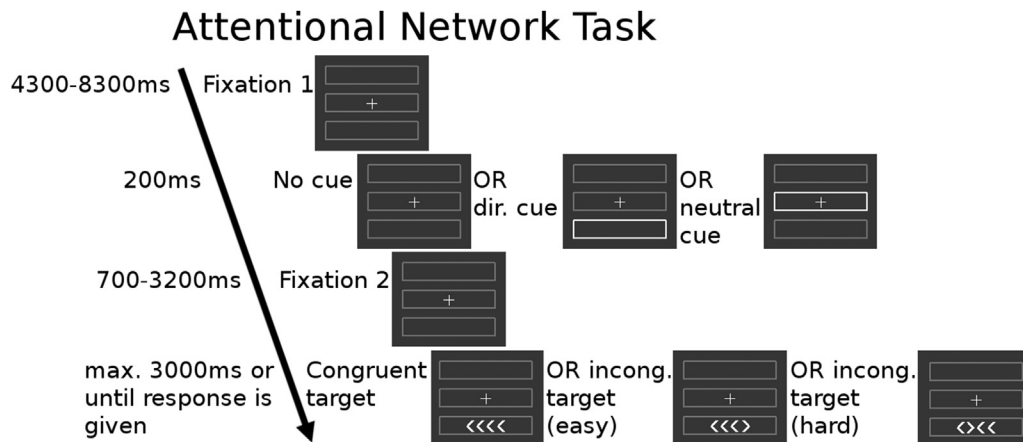 Attentional Network Task
4300-8300ms Fixation 1
200ms No cue OR OR
dir. cue neutral
cue
700-3200ms Fixation 2
max. 3000ms or Congruent OR incong. OR incong.
until response is target target target
given (easy) (hard)
‹‹‹‹ ‹‹‹› ‹›‹‹